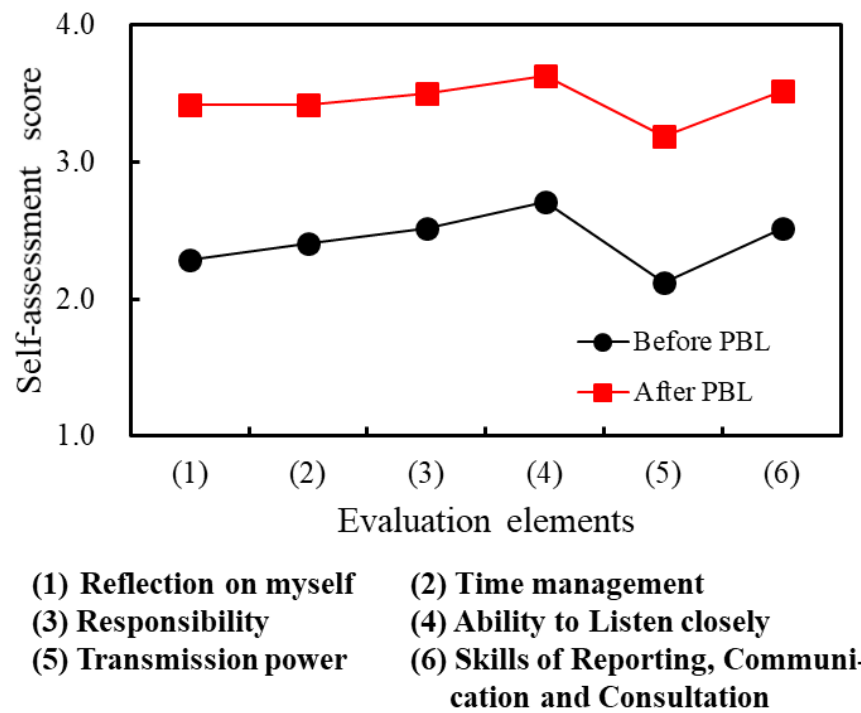 4.0
3.0
2.0
1.0
Self-assessment score
Before PBL
After PBL
(1) (2) (3) (4) (5) (6)
Evaluation elements
(1) Reflection on myself (2) Time management
(3) Responsibility (4) Ability to Listen closely
(5) Transmission power (6) Skills of Reporting, Communi-
cation and Consultation